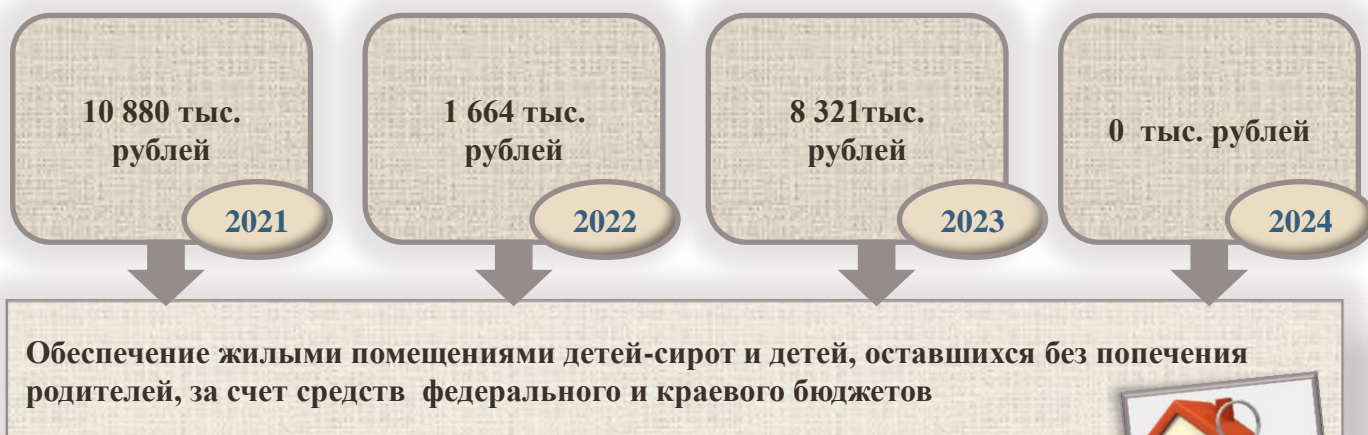 10 880 тыс.
рублей
2021
1 664 тыс.
рублей
2022
8 321тыс.
рублей
2023
0 тыс. рублей
2024
Обеспечение жилыми помещениями детей-сирот и детей, оставшихся без попечения
родителей, за счет средств федерального и краевого бюджетов